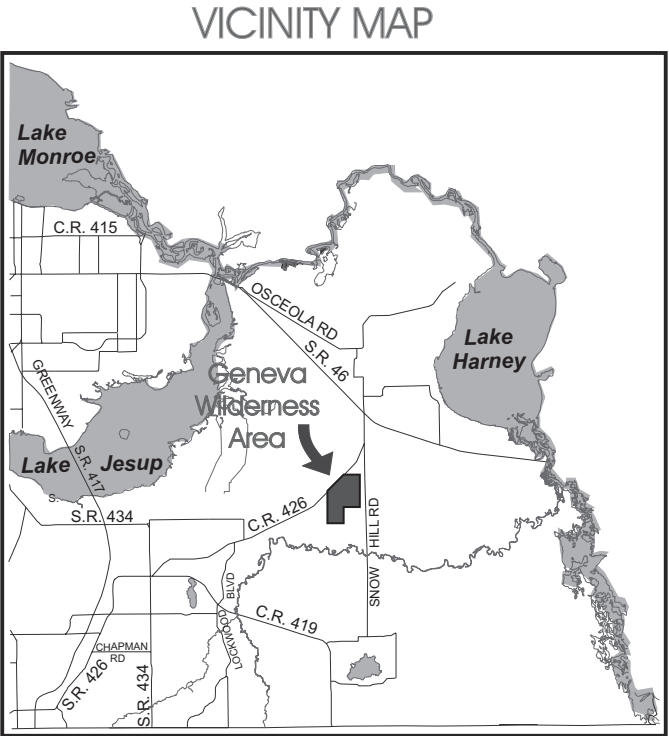 VICINITY MAP
Lake
Monroe
C.R. 415
OSCEOLA RD
S.R. 46
Lake
Harney
GREENWAY
S.R. 417
Geneva
Wilderness
Area
Lake Jesup
S.
S.R. 434
C.R. 426
SNOW HILL RD
LOCKWOOD BLVD
C.R. 419
CHAPMAN
RD
S.R. 426
S.R. 434